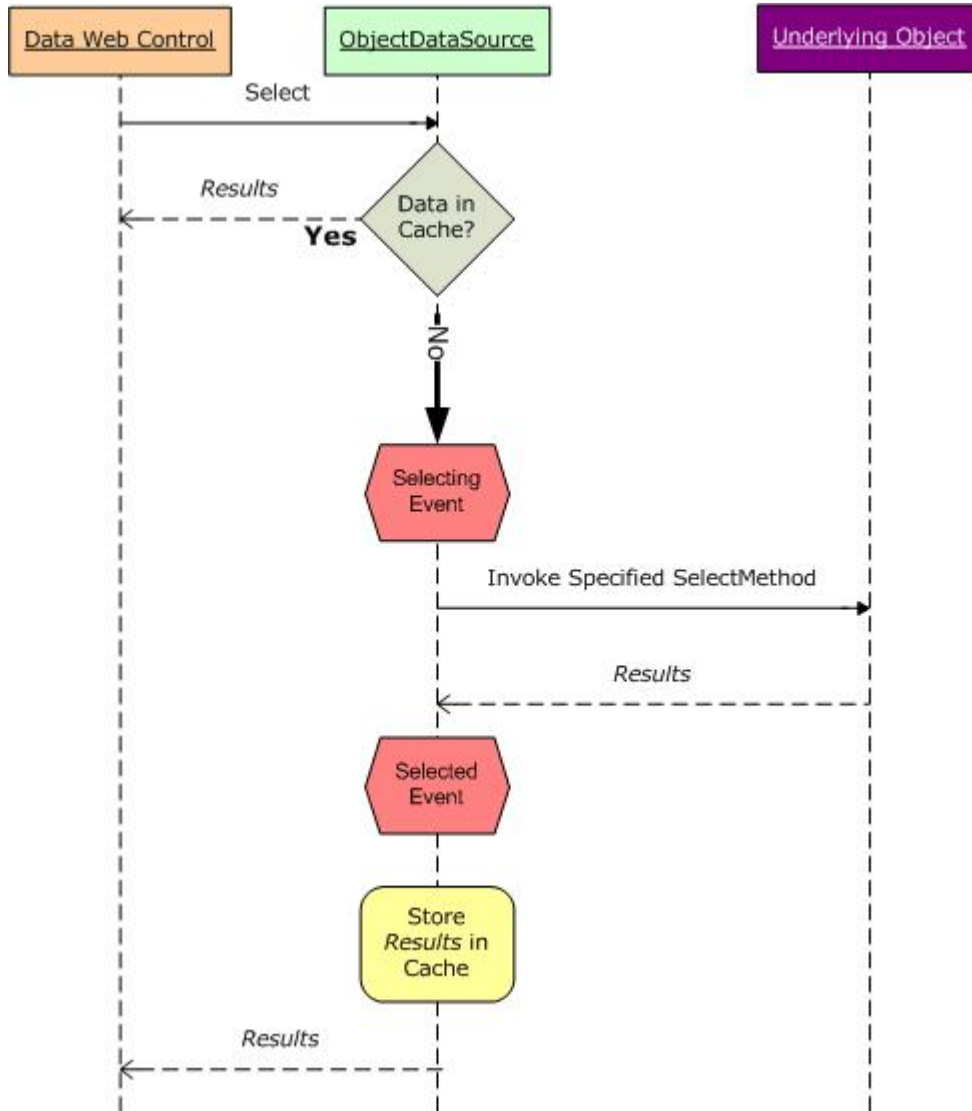 Data Web Control
ObjectDataSource
Underlying Object
Select
Results
Data in
Cache?
Yes
No
Selecting
Event
Invoke Specified SelectMethod
Results
Selected
Event
Store
Results in
Cache
Results